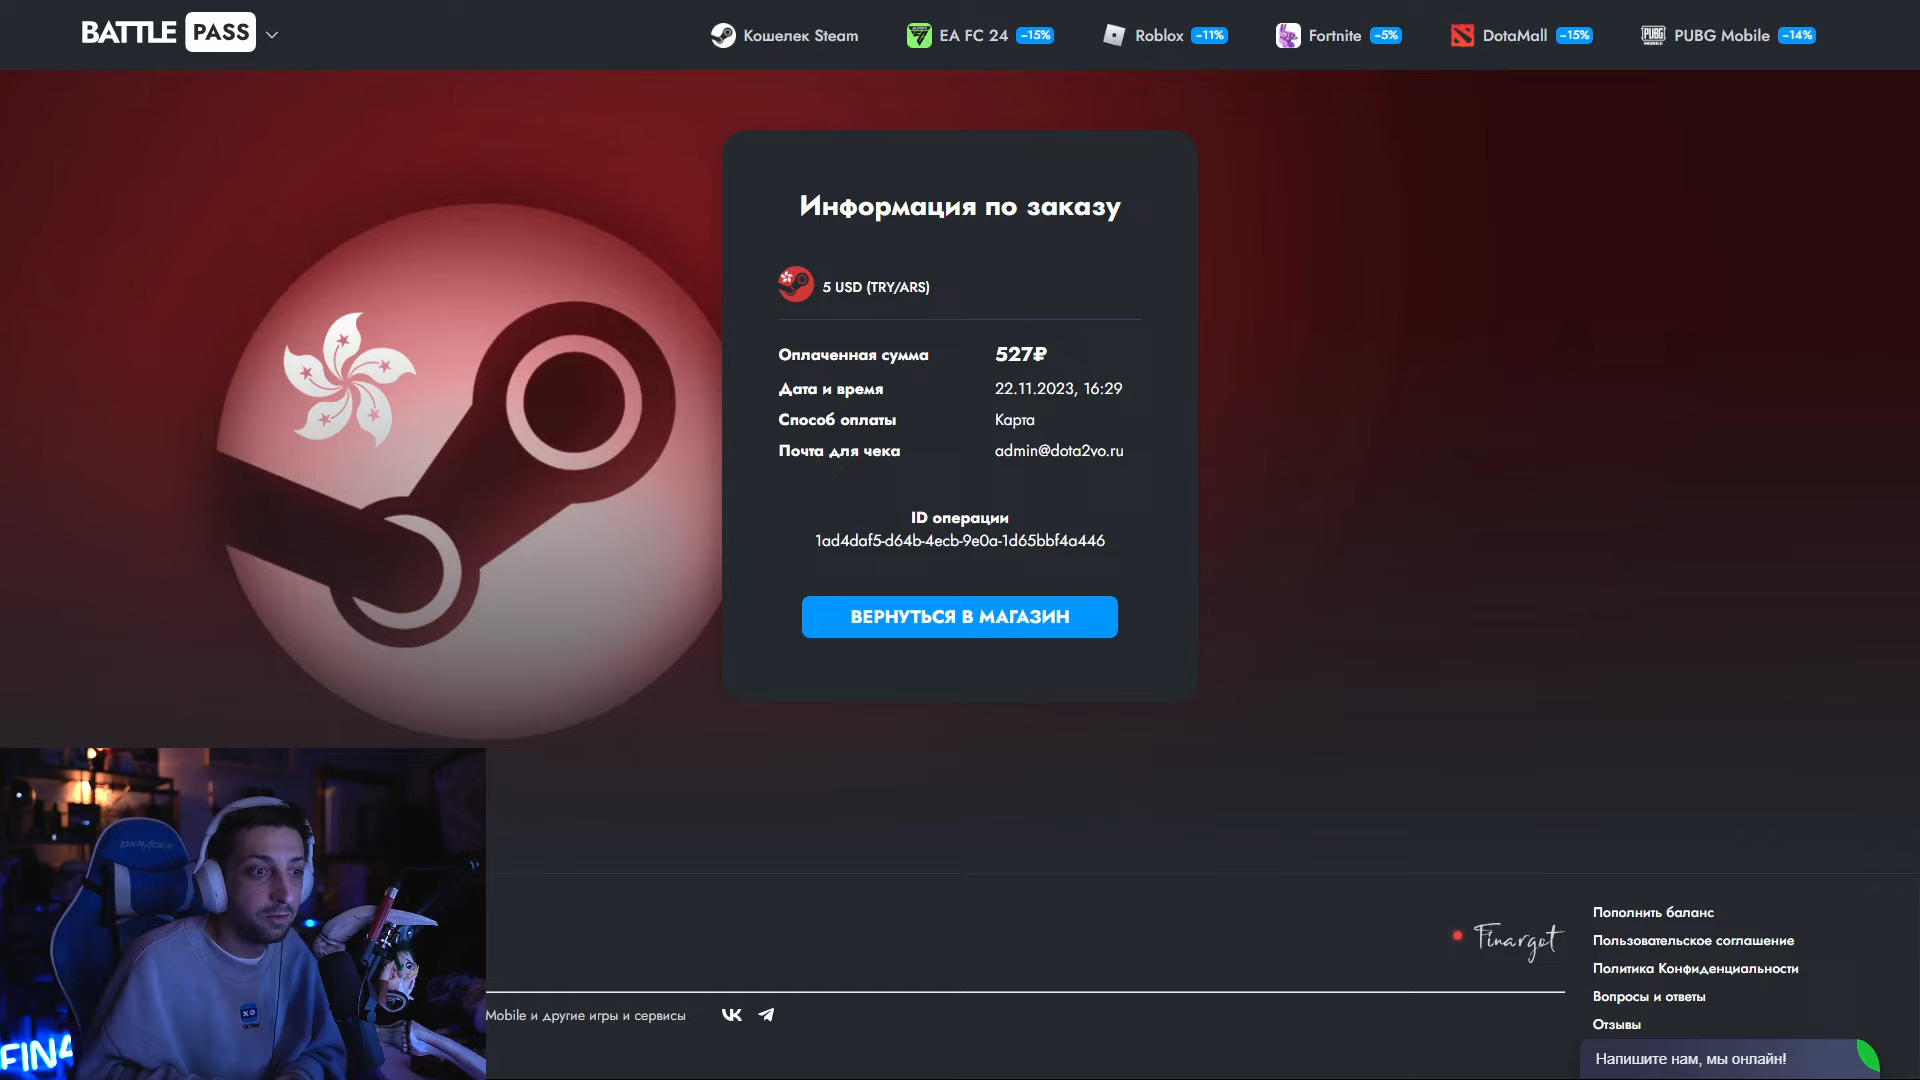 BATTLE PASS
Кошелек Steam
EA FC 24 -15%
Roblox -11%
Fortnite -5%
DotaMall -15%
PUBG Mobile -14%
Информация по заказу
5 USD (TRY/ARS)
Оплаченная сумма 527₽
Дата и время 22.11.2023, 16:29
Способ оплаты Карта
Почта для чека admin@dota2vo.ru
ID операции
1ad4daf5-d64b-4ecb-9e0a-1d65bbf4a446
ВЕРНУТЬСЯ В МАГАЗИН
DXRACER
FINA
Finargot
Пополнить баланс
Пользовательское соглашение
Политика Конфиденциальности
Вопросы и ответы
Отзывы
Mobile и другие игры и сервисы
Напишите нам, мы онлайн!